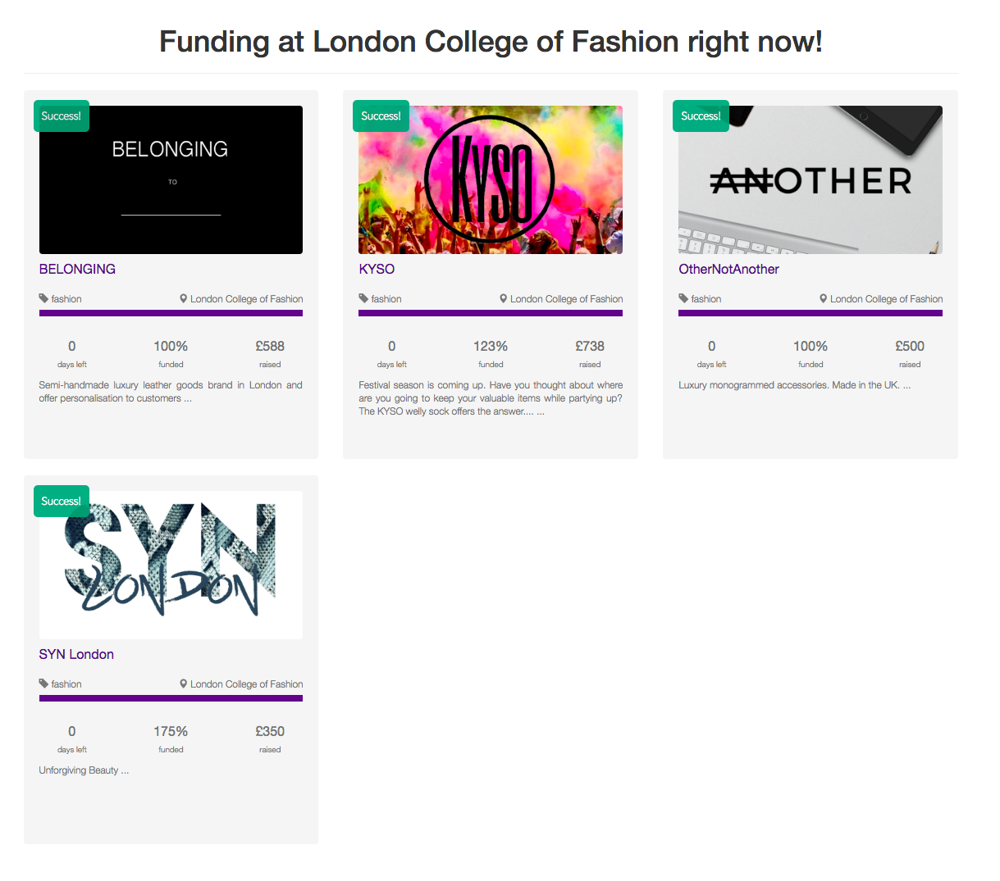 Funding at London College of Fashion right now!
Success!
BELONGING
TO
BELONGING
fashion
London College of Fashion
0
100%
£588
days left
funded
raised
Semi-handmade luxury leather goods brand in London and
offer personalisation to customers ...
Success!
KYSO
KYSO
fashion
London College of Fashion
0
123%
£738
days left
funded
raised
Festival season is coming up. Have you thought about where
are you going to keep your valuable items while partying up?
The KYSO welly sock offers the answer.... ...
Success!
ANOTHER
OtherNotAnother
fashion
London College of Fashion
0
100%
£500
days left
funded
raised
Luxury monogrammed accessories. Made in the UK. ...
Success!
SYN
LONDON
SYN London
fashion
London College of Fashion
0
175%
£350
days left
funded
raised
Unforgiving Beauty ...